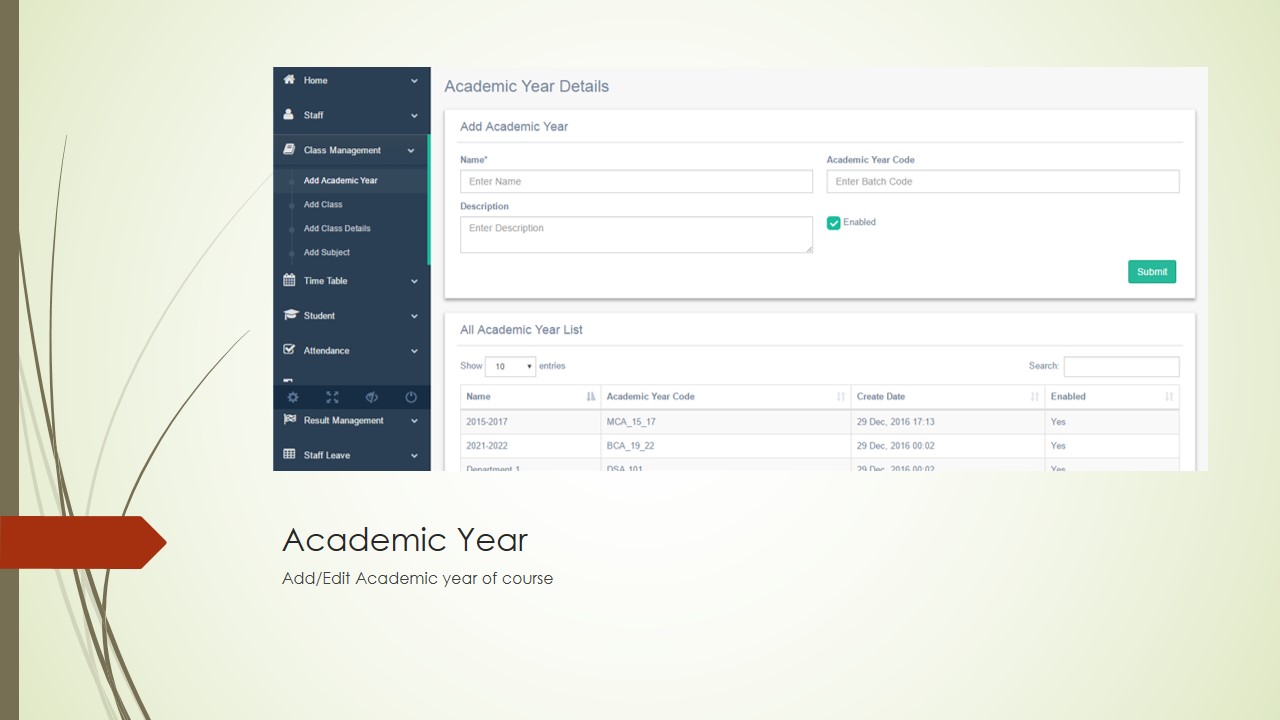 Home
Staff
Class Management
Add Academic Year
Add Class
Add Class Details
Add Subject
Time Table
Student
Attendance
Result Management
Staff Leave
Academic Year Details
Add Academic Year
Name* Academic Year Code
Enter Name Enter Batch Code
Description
Enter Description Enabled
Submit
All Academic Year List
Show 10 entries Search:
Name Academic Year Code Create Date Enabled
2015-2017 MCA_15_17 29 Dec, 2016 17:13 Yes
2021-2022 BCA_19_22 29 Dec, 2016 00:02 Yes
Department 1 DSA 101 29 Dec, 2016 00:02 Yes
Academic Year
Add/Edit Academic year of course